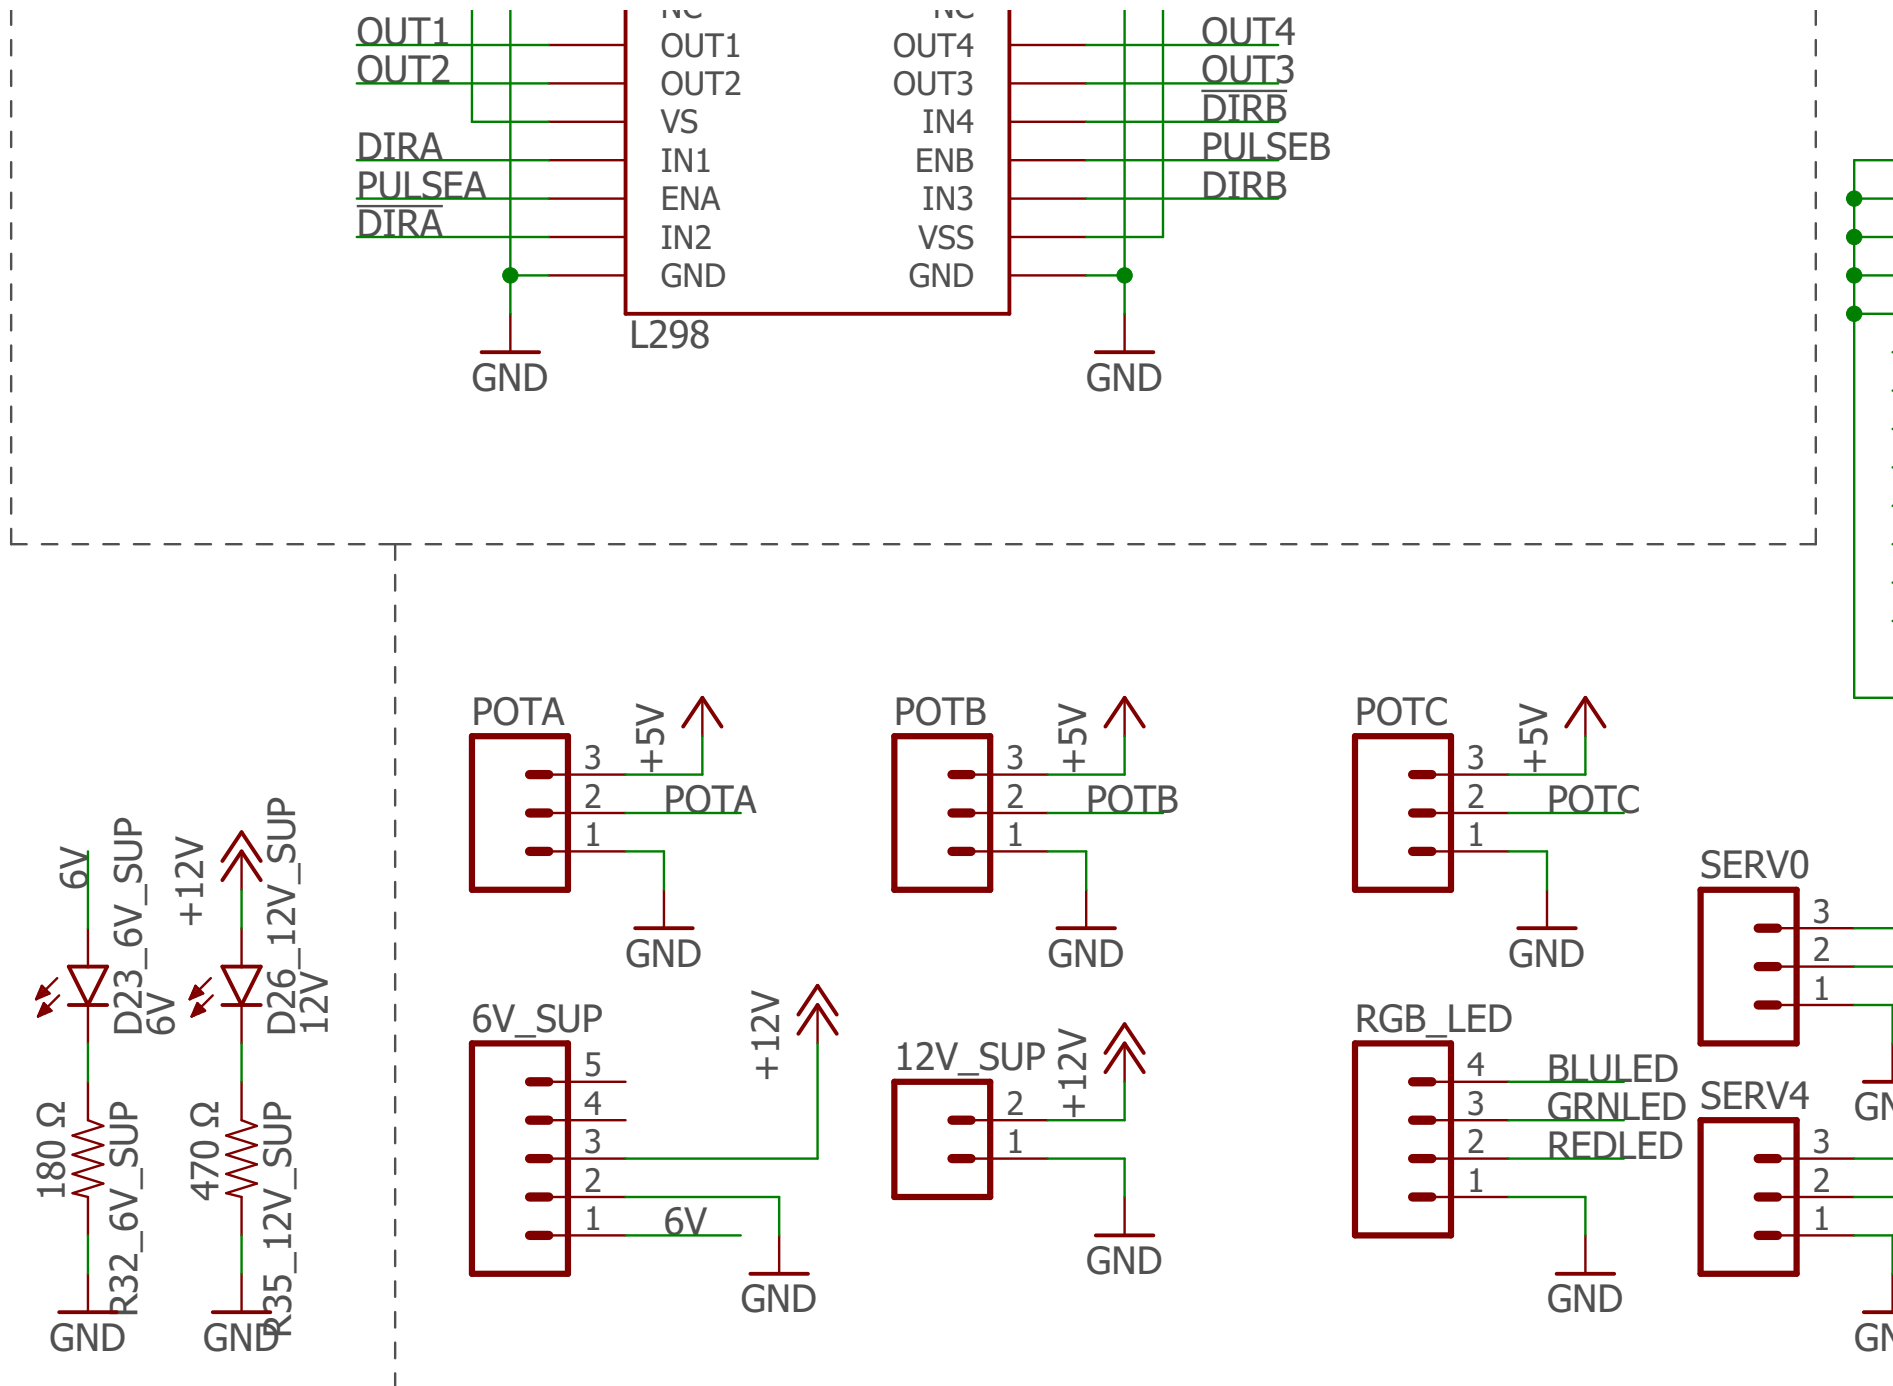 NC
NC
OUT1
OUT1
OUT4
OUT4
OUT2
OUT2
OUT3
OUT3
VS
IN4
DIRB
DIRA
IN1
ENB
PULSEB
PULSEA
ENA
IN3
DIRB
DIRA
IN2
VSS
GND
GND
L298
GND
GND
POTA
3
+5V
2
POTA
1
GND
POTB
3
+5V
2
POTB
1
GND
POTC
3
+5V
2
POTC
1
GND
SERV0
3
2
1
6V
D23_6V_SUP
6V
+12V
D26_12V_SUP
12V
180 Ω
R32_6V_SUP
GND
470 Ω
R35_12V_SUP
GND
6V_SUP
+12V
5
4
3
2
1
6V
GND
12V_SUP
+12V
2
1
GND
RGB_LED
4
BLULED
3
GRNLED
2
REDLED
1
GND
SERV4
3
2
1